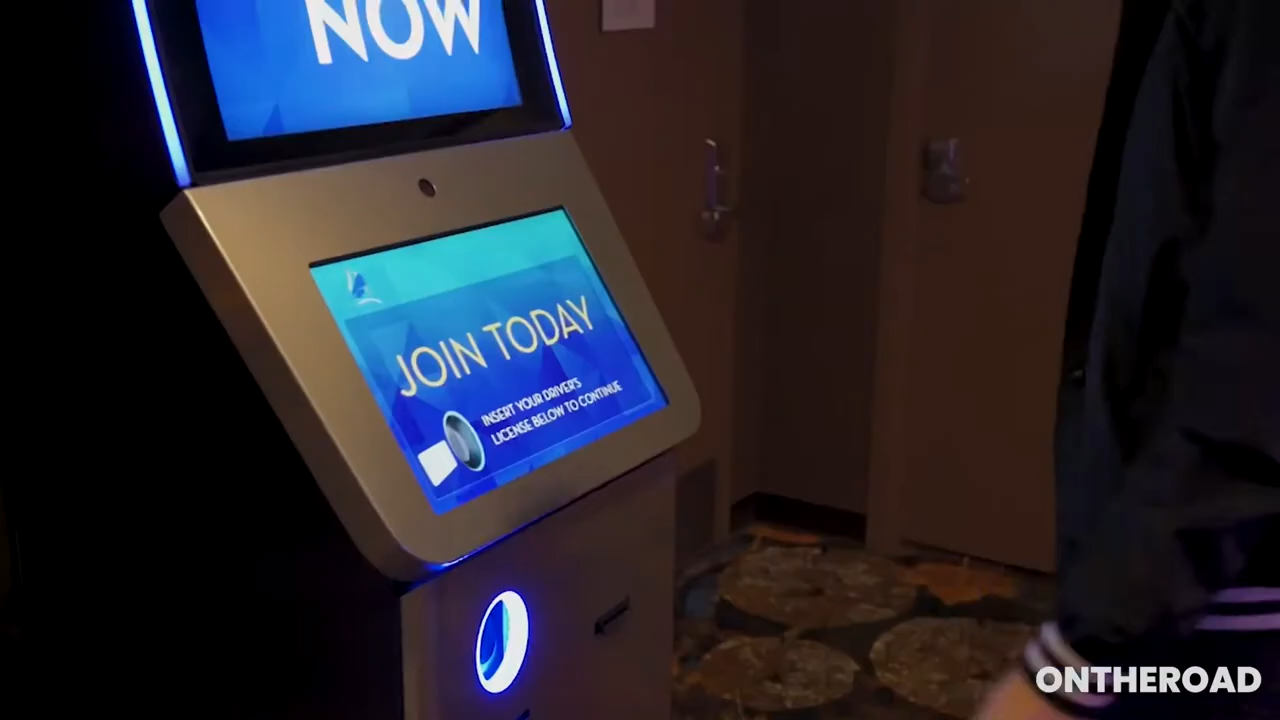 NOW
JOIN TODAY
INSERT YOUR DRIVER'S
LICENSE BELOW TO CONTINUE
ONTHEROAD